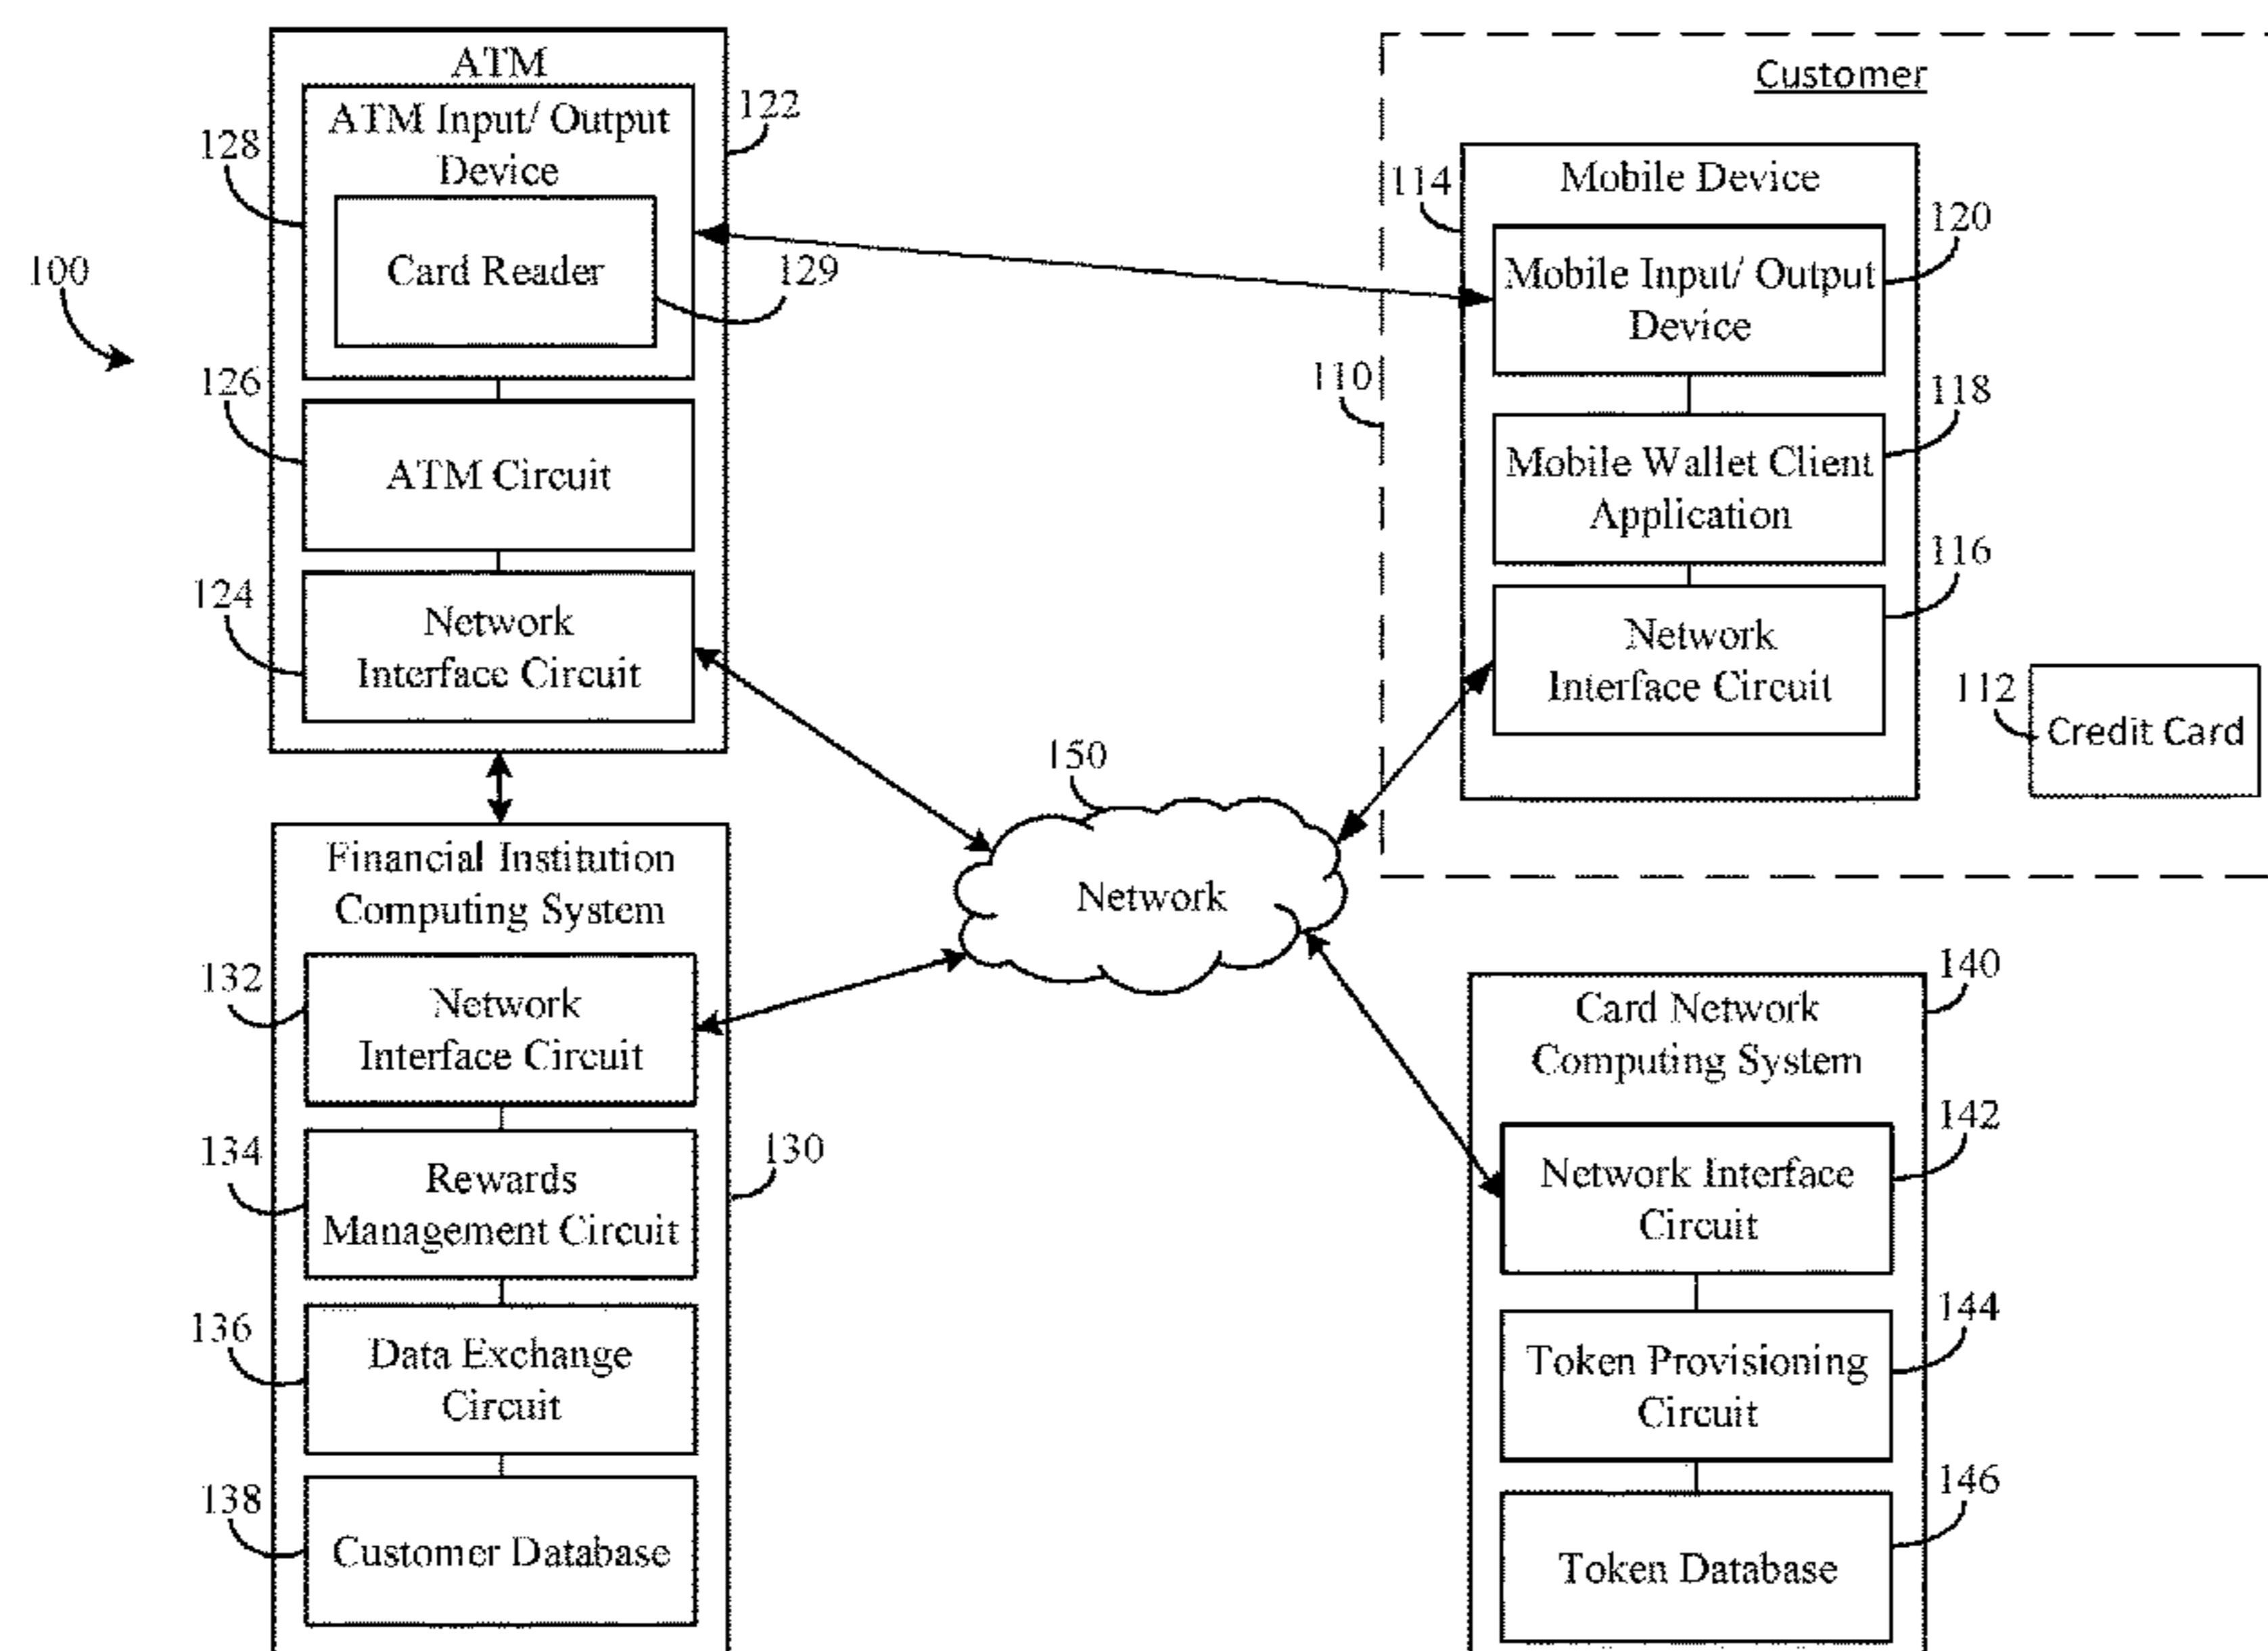 100
ATM
122
128
ATM Input/ Output
Device
Card Reader
129
126
ATM Circuit
124
Network
Interface Circuit
Customer
110
114
Mobile Device
120
Mobile Input/ Output
Device
118
Mobile Wallet Client
Application
116
Network
Interface Circuit
112
Credit Card
150
Network
Financial Institution
Computing System
130
132
Network
Interface Circuit
134
Rewards
Management Circuit
136
Data Exchange
Circuit
138
Customer Database
140
Card Network
Computing System
142
Network Interface
Circuit
144
Token Provisioning
Circuit
146
Token Database